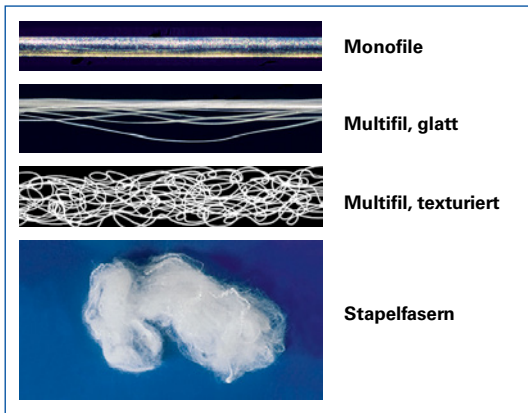 Monofile
Multifil, glatt
Multifil, texturiert
Stapelfasern